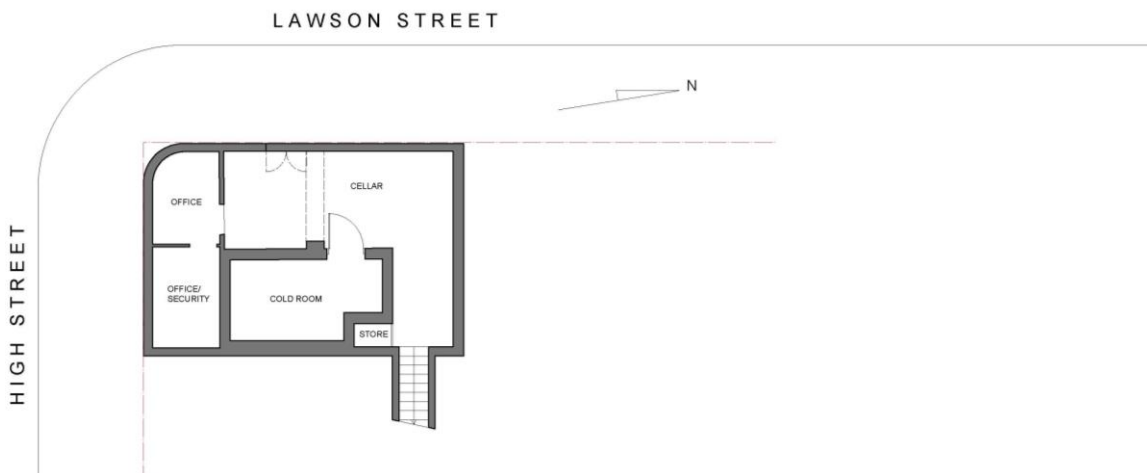 LAWSON STREET
N
CELLAR
OFFICE
HIGH STREET
OFFICE/
SECURITY
COLD ROOM
STORE